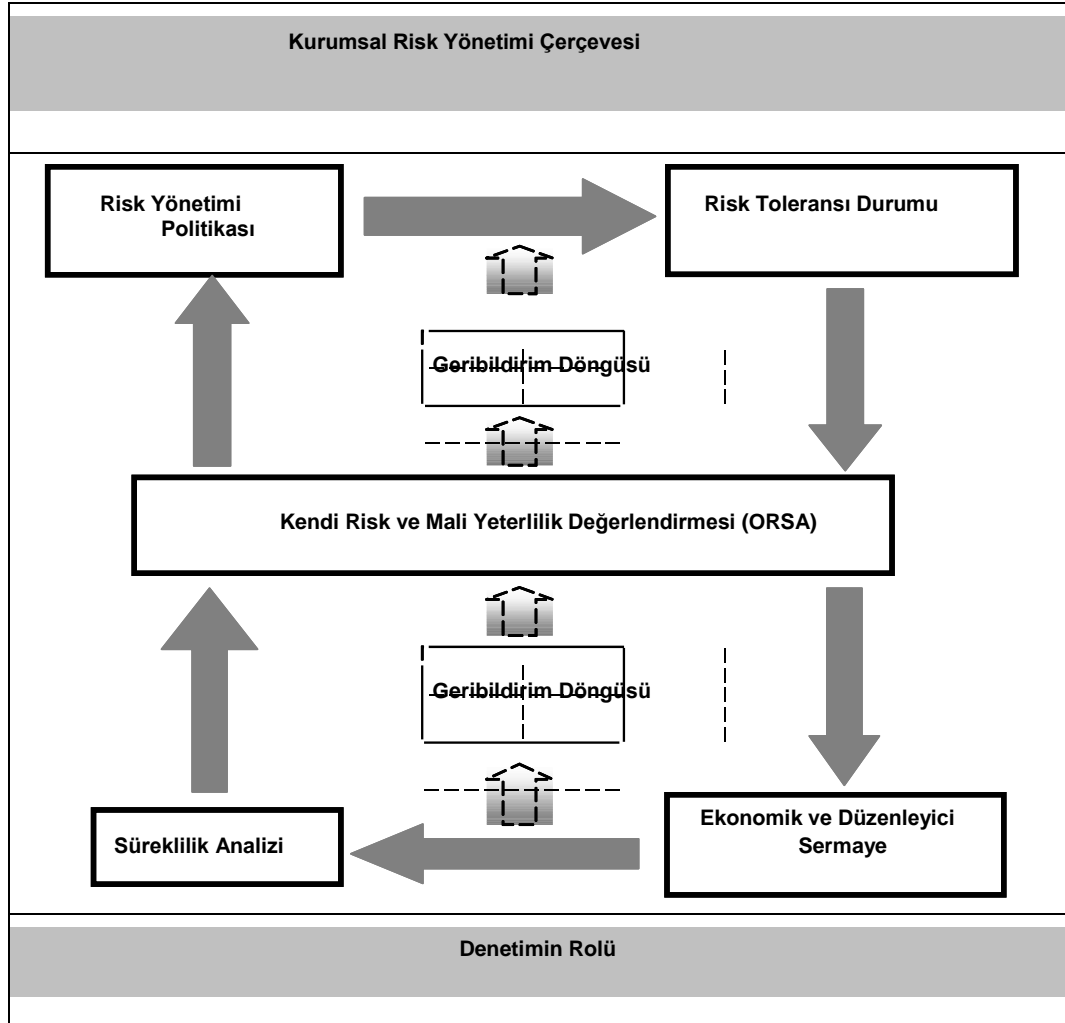 Kurumsal Risk Yönetimi Çerçevesi
Risk Yönetimi
Politikası
Risk Toleransı Durumu
Geribildirim Döngüsü
Kendi Risk ve Mali Yeterlilik Değerlendirmesi (ORSA)
Geribildirim Döngüsü
Süreklilik Analizi
Ekonomik ve Düzenleyici
Sermaye
Denetimin Rolü